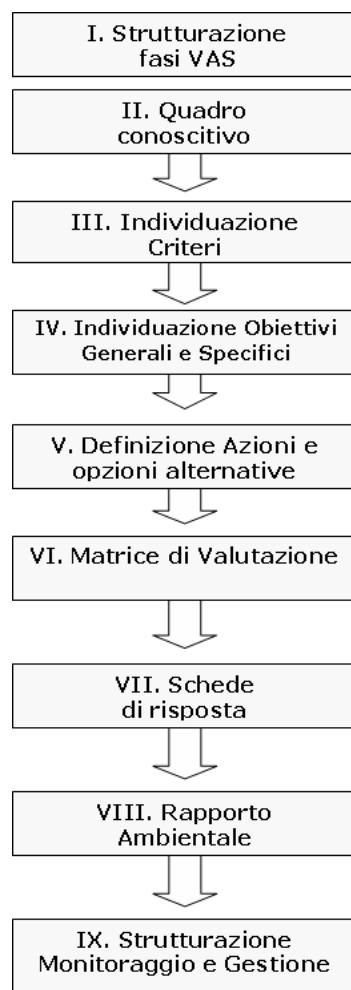 I. Strutturazione
fasi VAS
II. Quadro
conoscitivo
III. Individuazione
Criteri
IV. Individuazione Obiettivi
Generali e Specifici
V. Definizione Azioni e
opzioni alternative
VI. Matrice di Valutazione
VII. Schede
di risposta
VIII. Rapporto
Ambientale
IX. Strutturazione
Monitoraggio e Gestione